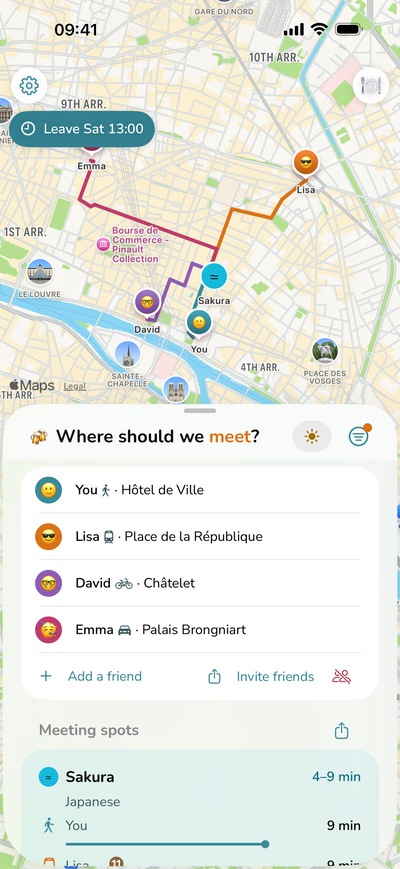 GARE DU NORD
09:41
10TH ARR.
9TH ARR.
Leave Sat 13:00
Emma
Lisa
1ST ARR.
Bourse de
Commerce -
Pinault
Collection
LE LOUVRE
Sakura
David
You
SAINTE-
CHAPELLE
4TH ARR.
PLACE DES
VOSGES
Maps
Legal
TH ARR.
Where should we meet?
You · Hôtel de Ville
Lisa · Place de la République
David · Châtelet
Emma · Palais Brongniart
+ Add a friend
Invite friends
Meeting spots
Sakura
4–9 min
Japanese
You
9 min
Lisa
11
9 min